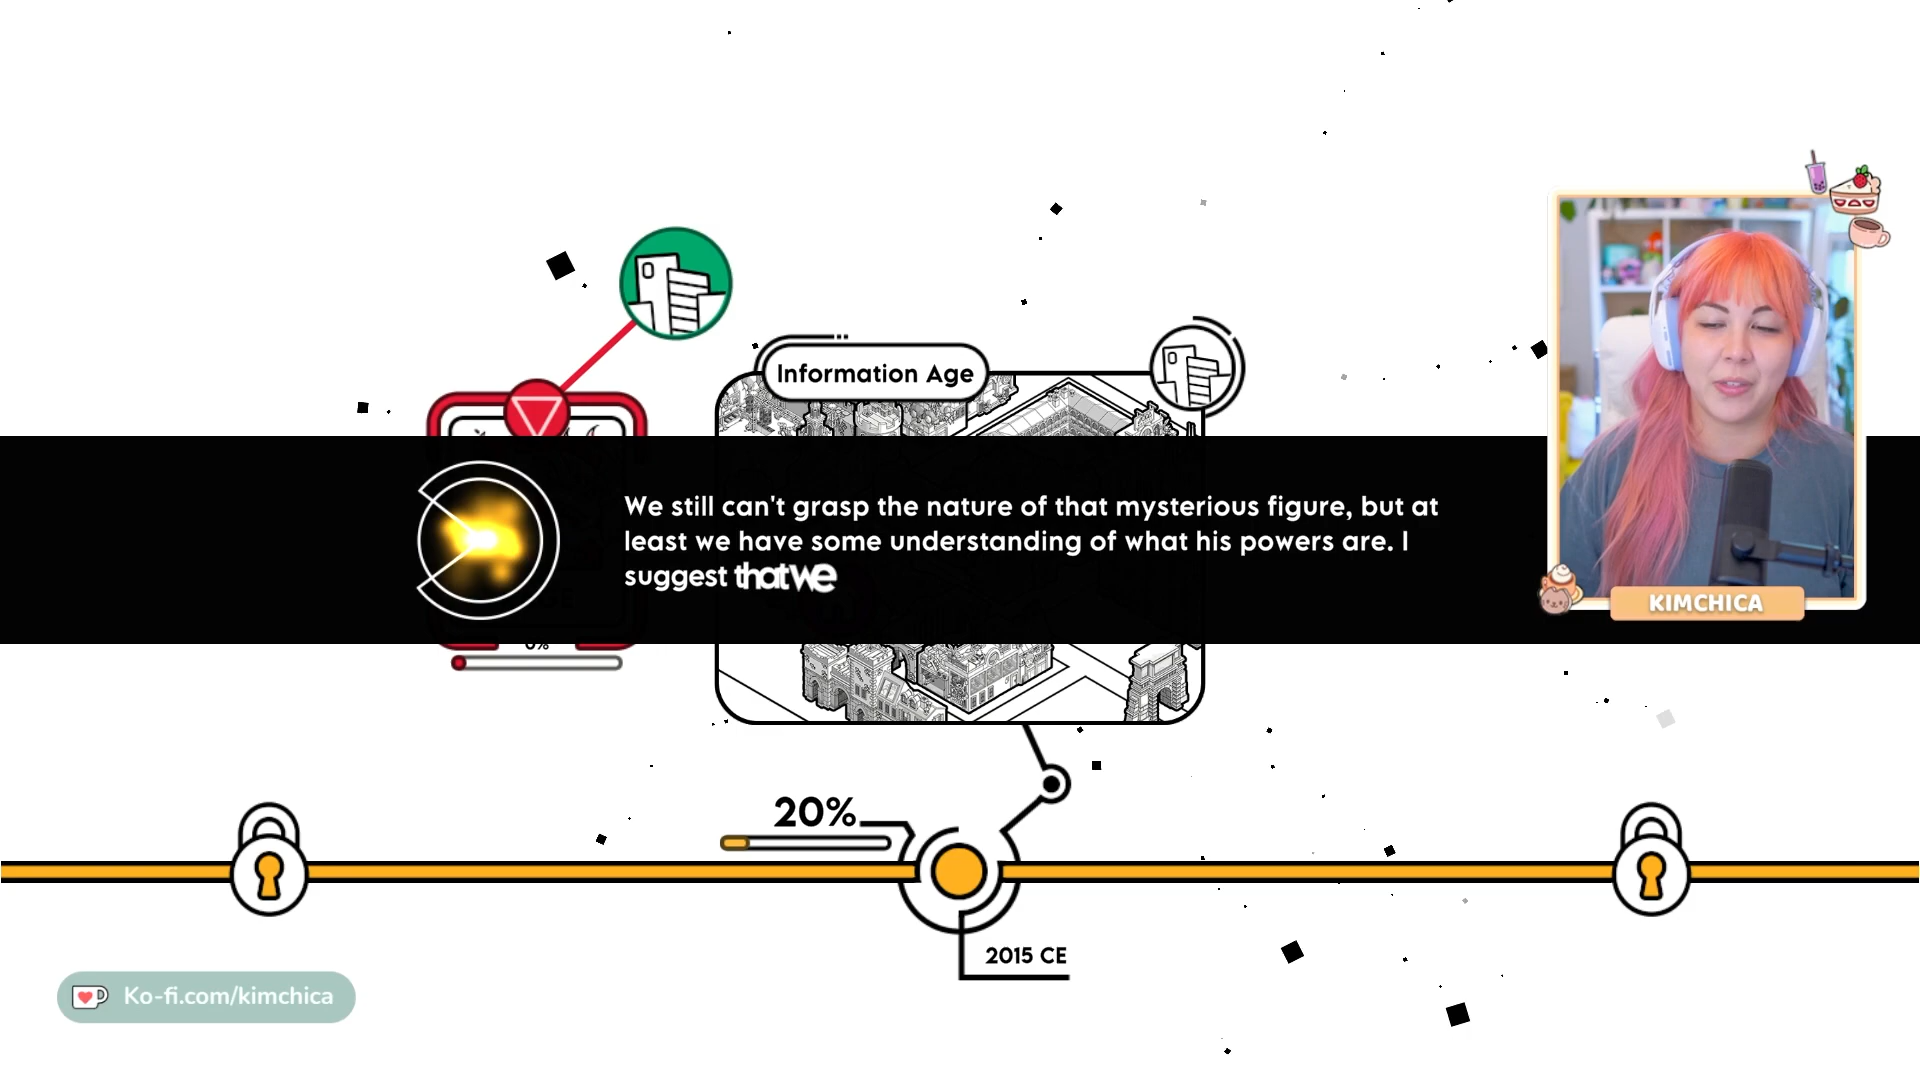 Information Age
We still can't grasp the nature of that mysterious figure, but at
least we have some understanding of what his powers are. I
suggest that we
KIMCHICA
0%
20%
2015 CE
Ko-fi.com/kimchica